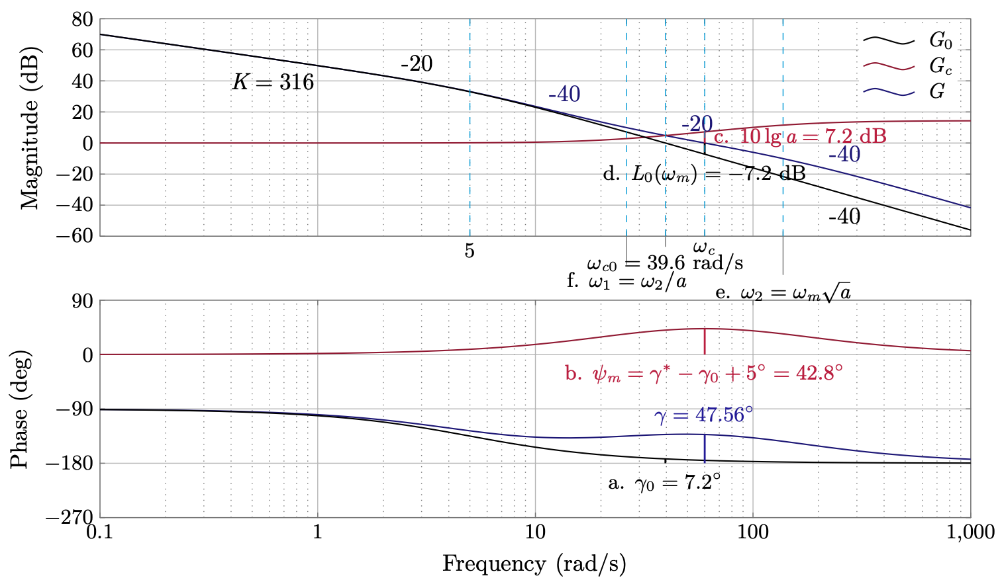 80
60
40
20
0
−20
−40
−60
Magnitude (dB)
K = 316
-20
-40
-20
c. 10 lg a = 7.2 dB
-40
d. L₀(ωₘ) = −7.2 dB
-40
G₀
G_c
G
5
ω_c
ω_c0 = 39.6 rad/s
f. ω₁ = ω₂/a
e. ω₂ = ωₘ√a
90
0
−90
−180
−270
Phase (deg)
b. ψₘ = γ* − γ₀ + 5° = 42.8°
γ = 47.56°
a. γ₀ = 7.2°
0.1 1 10 100 1,000
Frequency (rad/s)